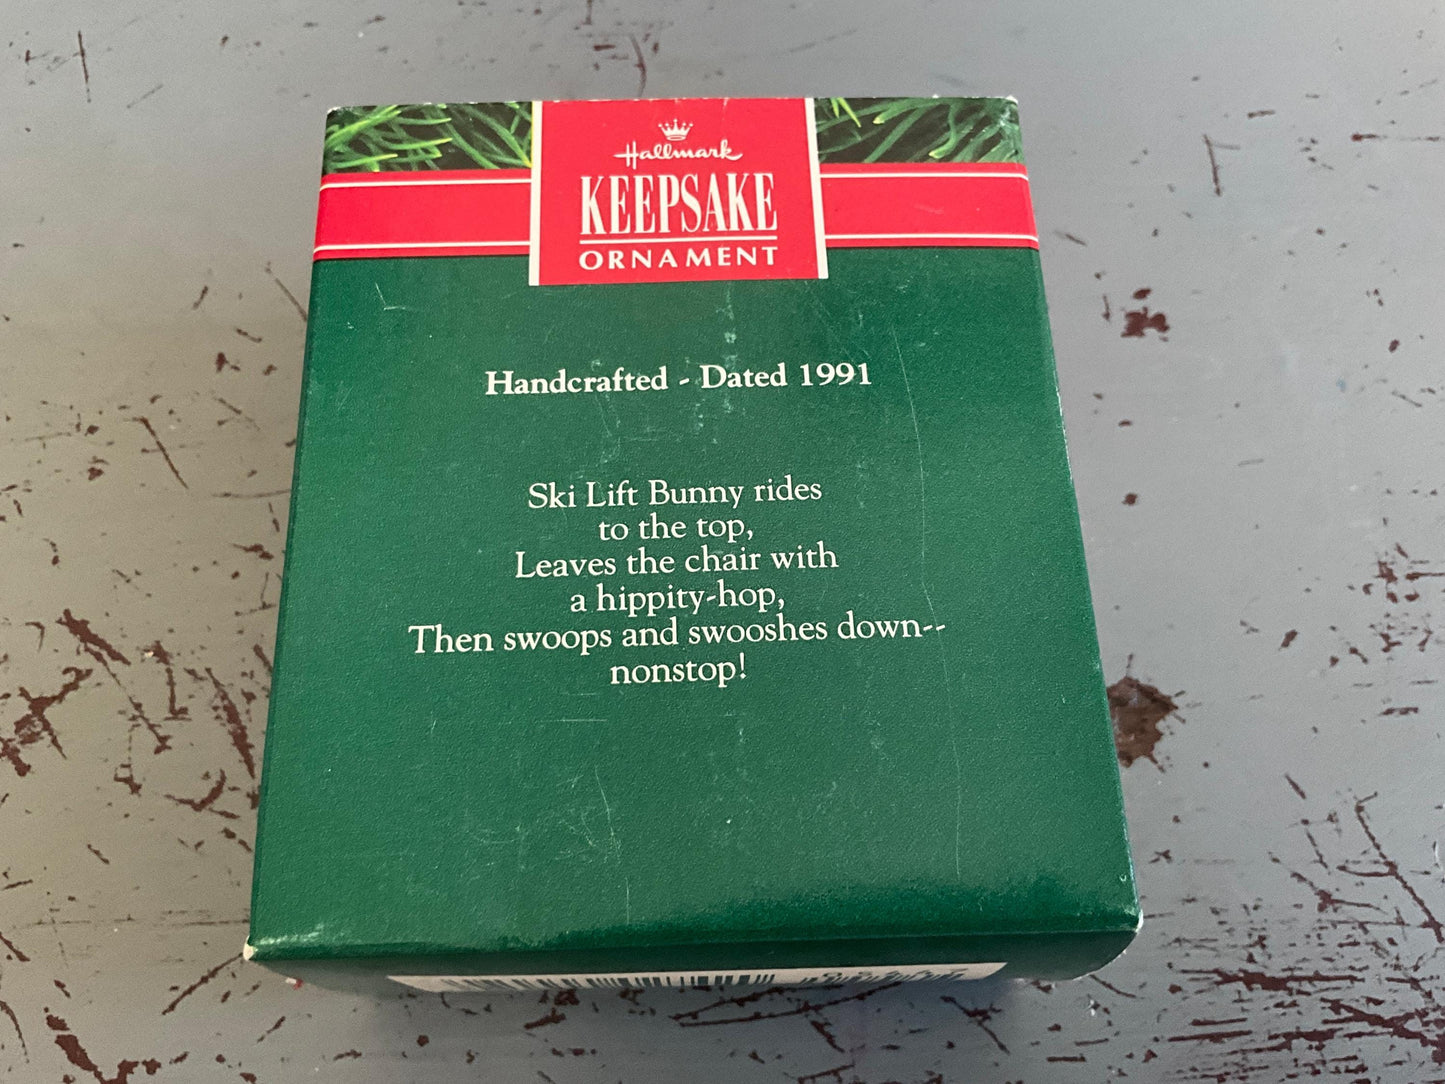 Hallmark
KEEPSAKE
ORNAMENT
Handcrafted - Dated 1991
Ski Lift Bunny rides
to the top,
Leaves the chair with
a hippity-hop,
Then swoops and swooshes down--
nonstop!